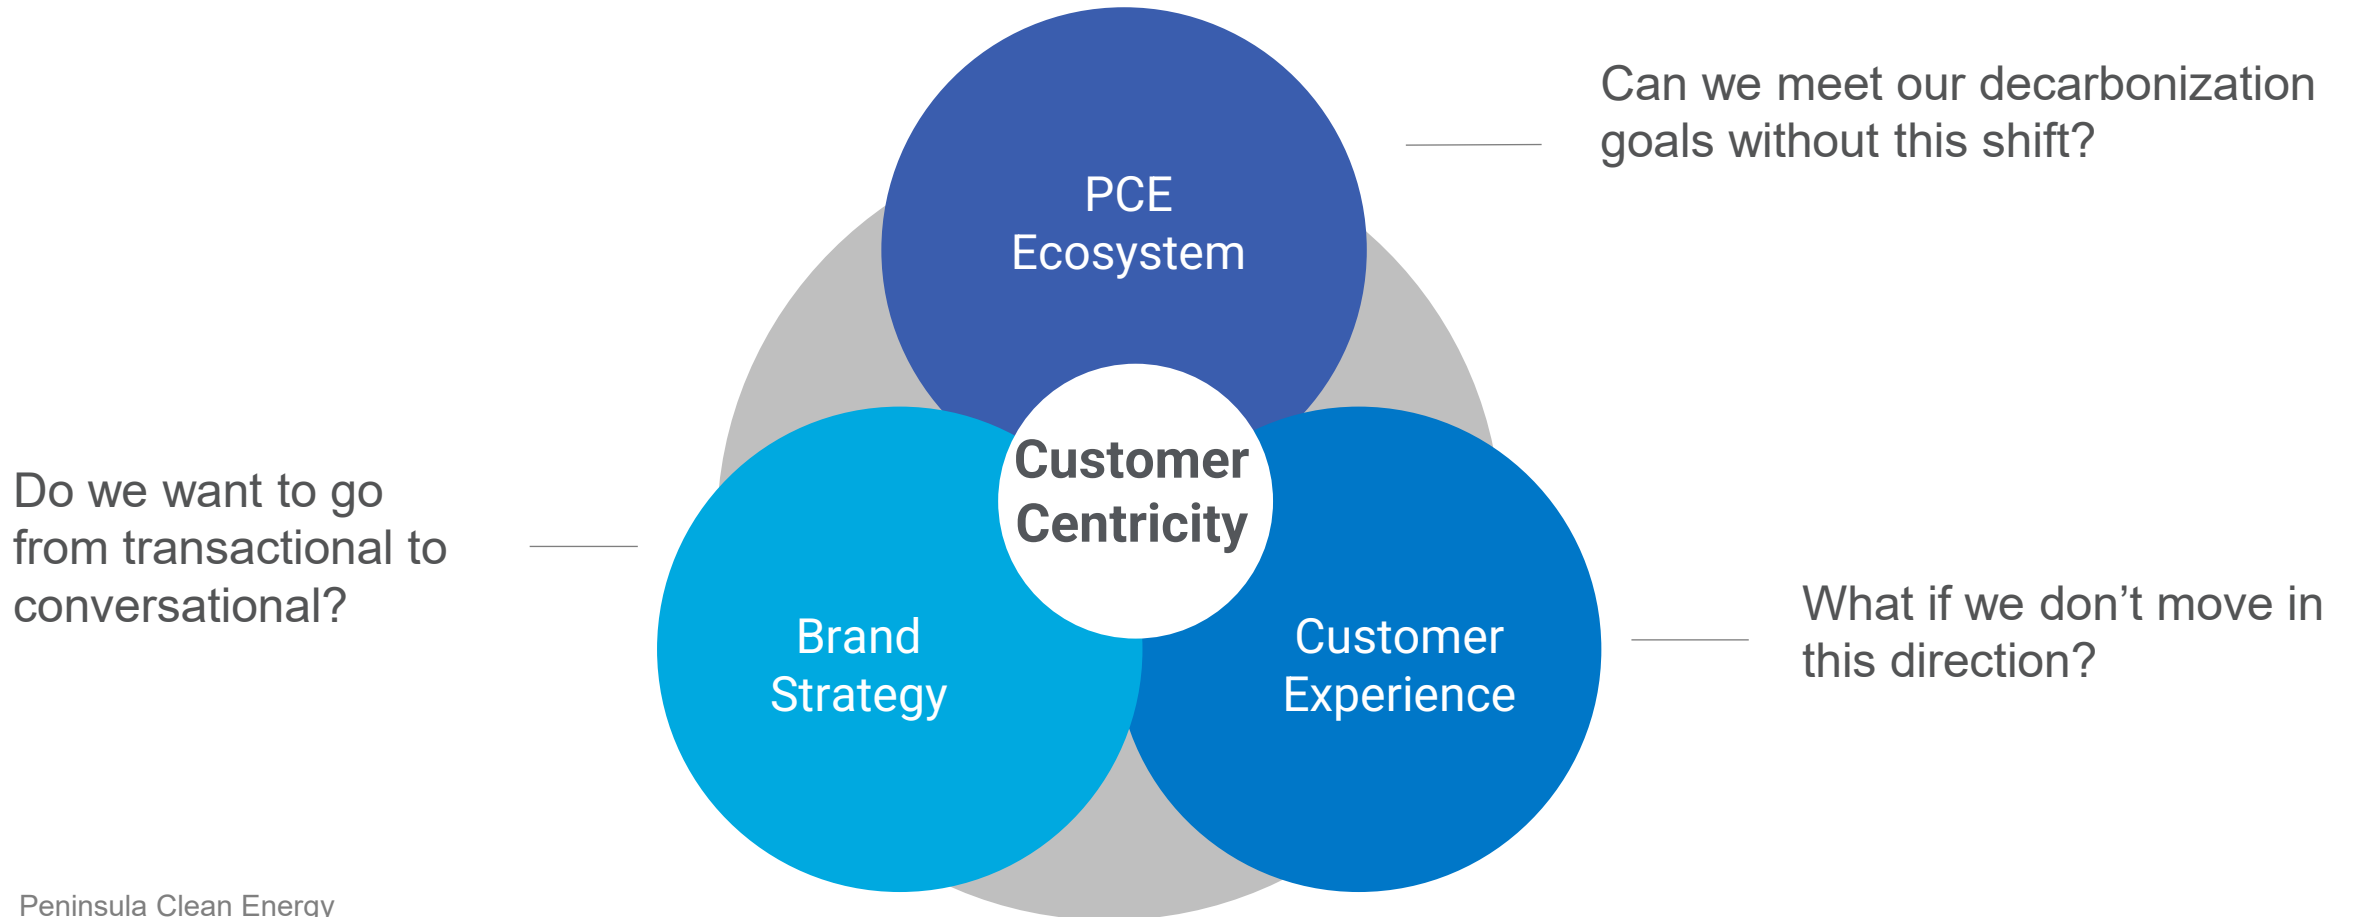 Can we meet our decarbonization
goals without this shift?
PCE
Ecosystem
Customer
Centricity
Do we want to go
from transactional to
conversational?
Brand
Strategy
Customer
Experience
What if we don’t move in
this direction?
Peninsula Clean Energy